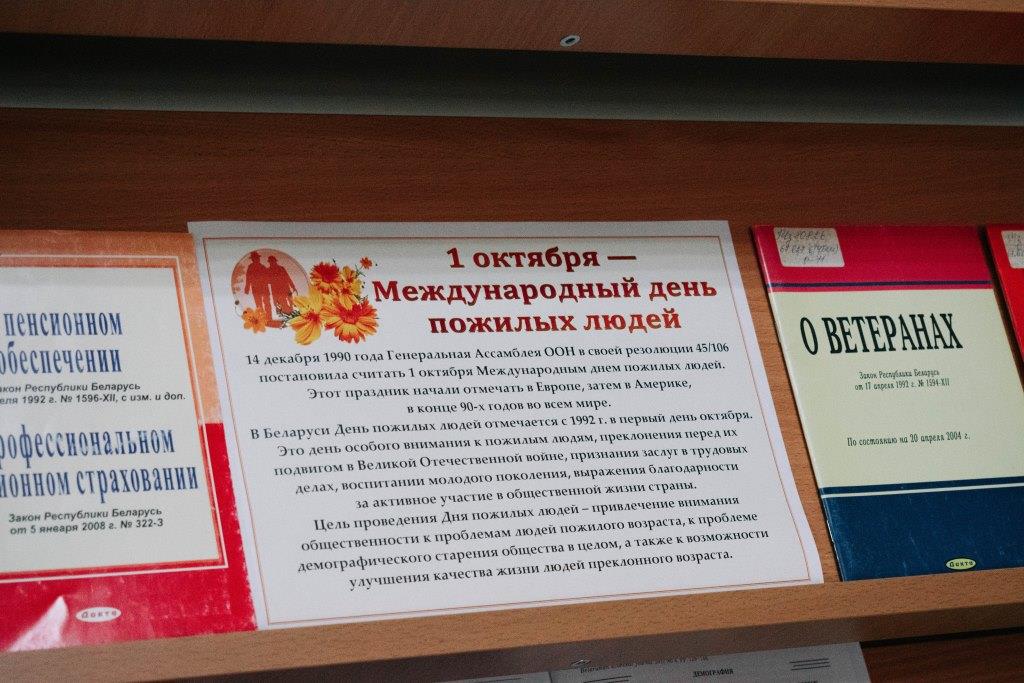 пенсионном
обеспечении
Закон Республики Беларусь
1992 г. № 1596-XII, с изм. и доп.
Закон Республики Беларусь
от 5 января 2008 г. № 322-З
Дикта
1 октября —
Международный день
пожилых людей
14 декабря 1990 года Генеральная Ассамблея ООН в своей резолюции 45/106
постановила считать 1 октября Международным днем пожилых людей.
Этот праздник начали отмечать в Европе, затем в Америке,
в конце 90-х годов во всем мире.
В Беларуси День пожилых людей отмечается с 1992 г. в первый день октября.
Это день особого внимания к пожилым людям, преклонения перед их
подвигом в Великой Отечественной войне, признания заслуг в трудовых
делах, воспитании молодого поколения, выражения благодарности
за активное участие в общественной жизни страны.
Цель проведения Дня пожилых людей – привлечение внимания
общественности к проблемам людей пожилого возраста, к проблеме
демографического старения общества в целом, а также к возможности
улучшения качества жизни людей преклонного возраста.
О ВЕТЕРАНАХ
Закон Республики Беларусь
от 17 апреля 1992 г. № 1594-XII
По состоянию на 20 апреля 2004 г.
Дикта
ДЕМОГРАФИЯ